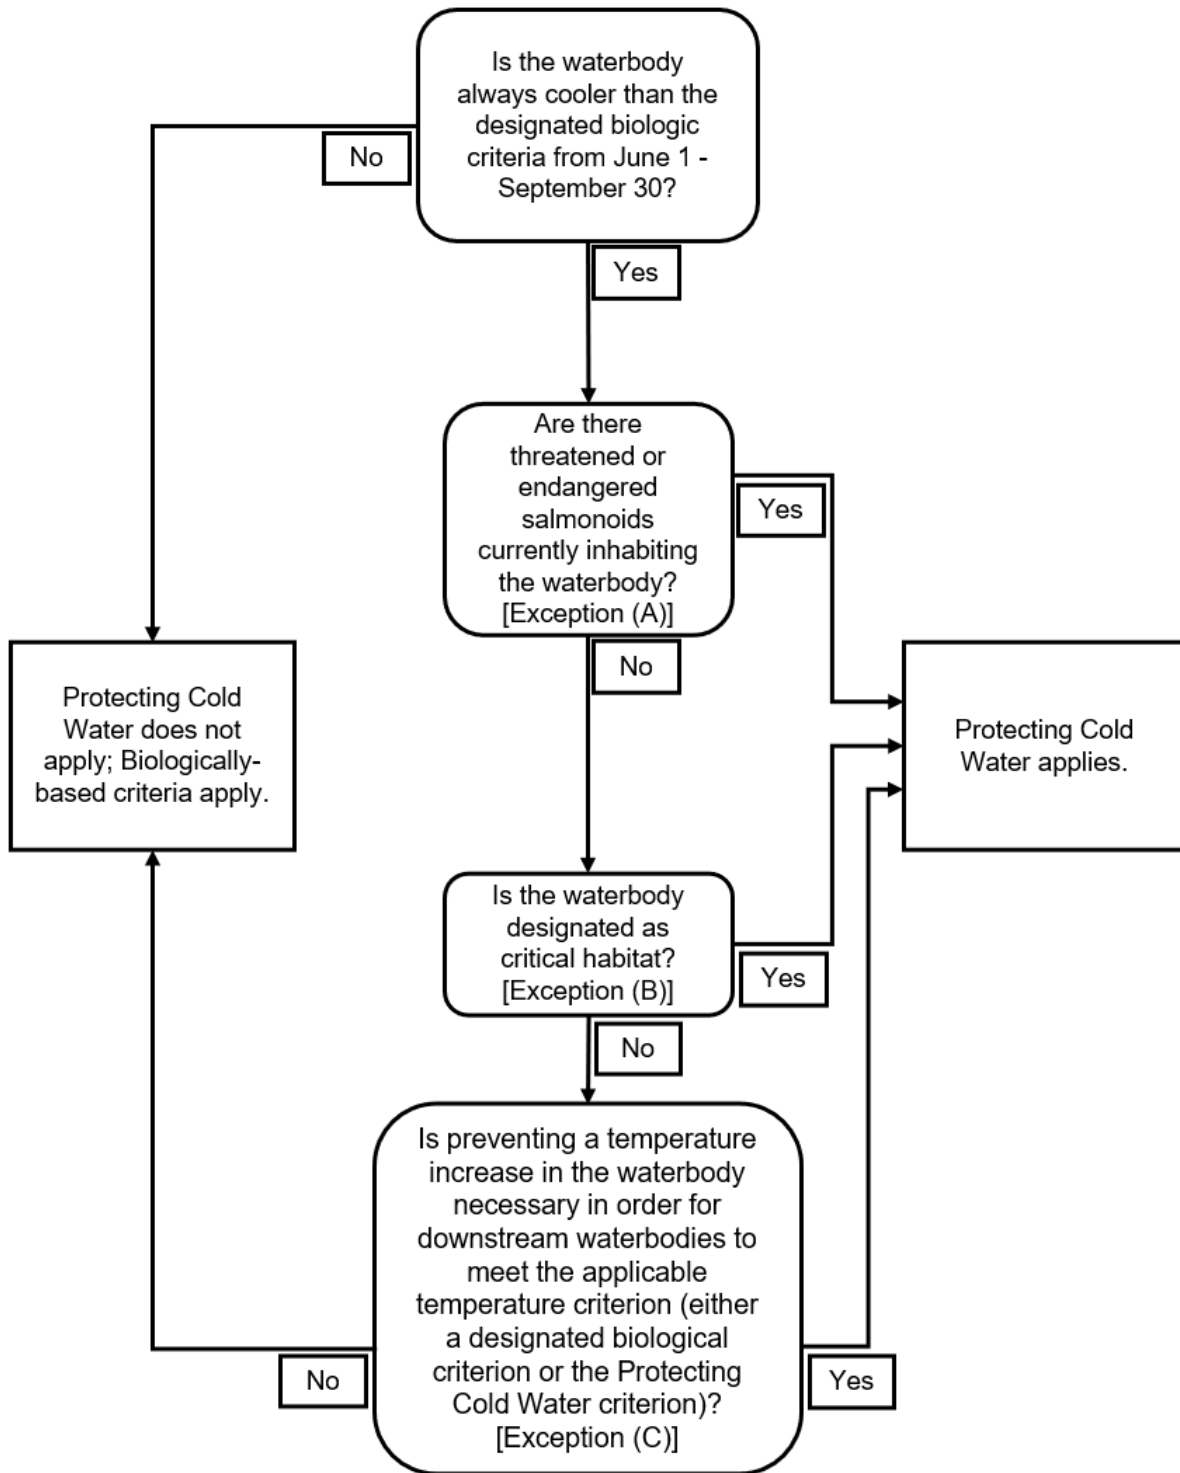 Is the waterbody
always cooler than the
designated biologic
criteria from June 1 -
September 30?
No
Yes
Are there
threatened or
endangered
salmonoids
currently inhabiting
the waterbody?
[Exception (A)]
Yes
No
Protecting Cold
Water does not
apply; Biologically-
based criteria apply.
Protecting Cold
Water applies.
Is the waterbody
designated as
critical habitat?
[Exception (B)]
Yes
No
Is preventing a temperature
increase in the waterbody
necessary in order for
downstream waterbodies to
meet the applicable
temperature criterion (either
a designated biological
criterion or the Protecting
Cold Water criterion)?
[Exception (C)]
No
Yes